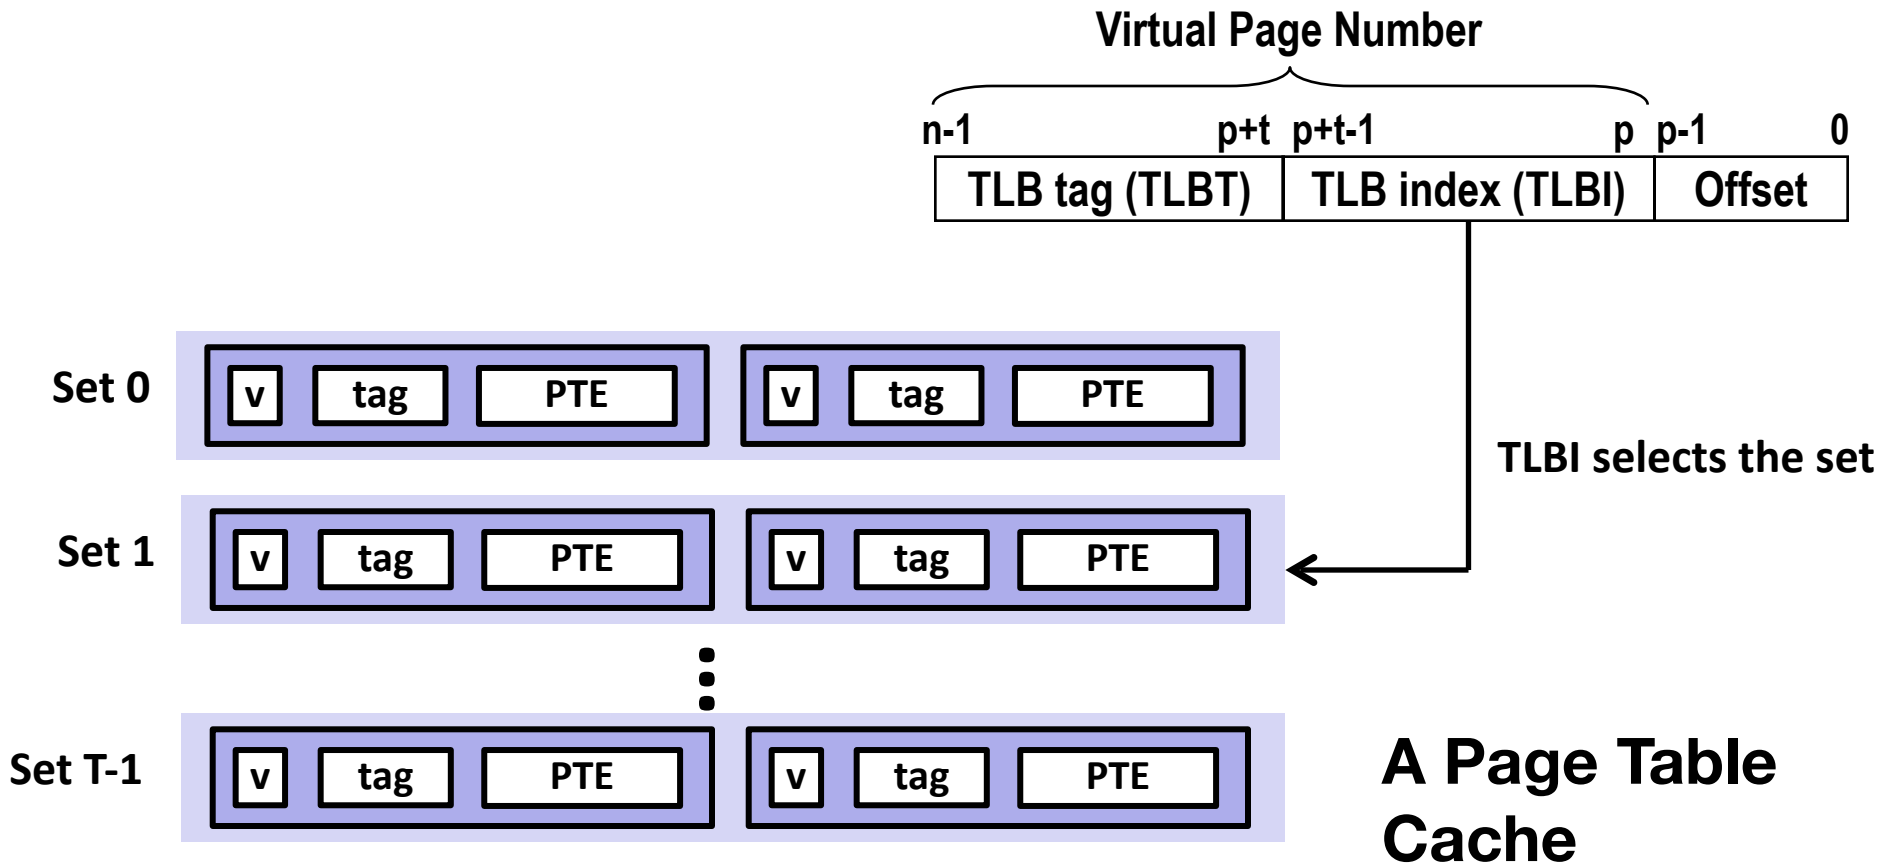 Virtual Page Number
n-1 p+t p+t-1 p p-1 0
TLB tag (TLBT) TLB index (TLBI) Offset
Set 0 v tag PTE v tag PTE
TLBI selects the set
Set 1 v tag PTE v tag PTE
Set T-1 v tag PTE v tag PTE
A Page Table
Cache